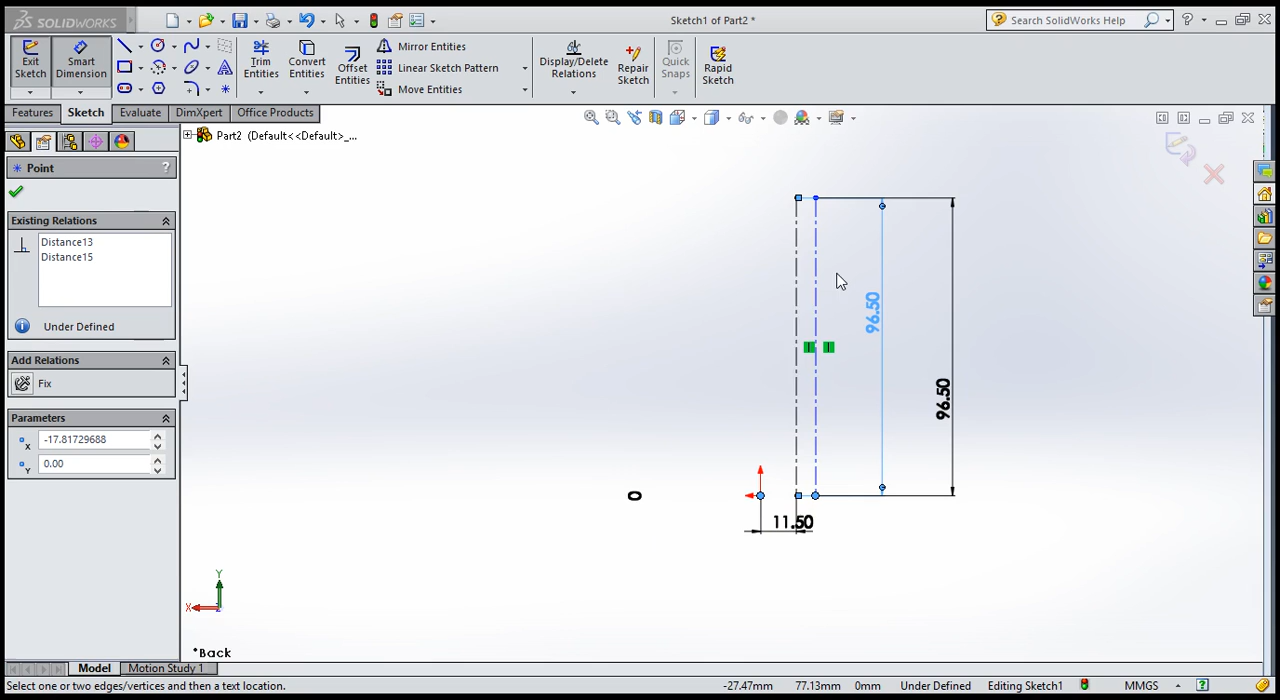 SOLIDWORKS
Sketch1 of Part2 *
Search SolidWorks Help
Exit Sketch
Smart Dimension
Trim Entities
Convert Entities
Offset Entities
Mirror Entities
Linear Sketch Pattern
Move Entities
Display/Delete Relations
Repair Sketch
Quick Snaps
Rapid Sketch
Features
Sketch
Evaluate
DimXpert
Office Products
Part2 (Default<<Default>_...
Point
?
Existing Relations
Distance13
Distance15
Under Defined
Add Relations
Fix
Parameters
X
-17.81729688
Y
0.00
96.50
96.50
0
11.50
Y
X
*Back
Model
Motion Study 1
Select one or two edges/vertices and then a text location.
-27.47mm
77.13mm
0mm
Under Defined
Editing Sketch1
MMGS